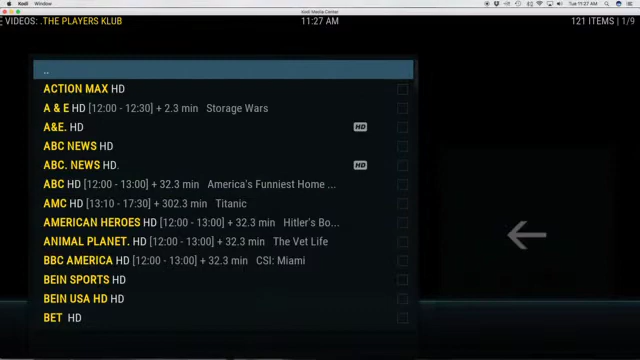 Kodi Window
Tue 11:27 AM
Kodi Media Center
VIDEOS: .THE PLAYERS KLUB
11:27 AM
121 ITEMS | 1/9
..
ACTION MAX HD
A & E HD [12:00 - 12:30] + 2.3 min Storage Wars
A&E. HD HD
ABC NEWS HD
ABC. NEWS HD. HD
ABC HD [12:00 - 13:00] + 32.3 min America's Funniest Home ...
AMC HD [13:10 - 17:30] + 302.3 min Titanic
AMERICAN HEROES HD [12:00 - 13:00] + 32.3 min Hitler's Bo...
ANIMAL PLANET. HD [12:00 - 13:00] + 32.3 min The Vet Life
BBC AMERICA HD [12:00 - 13:00] + 32.3 min CSI: Miami
BEIN SPORTS HD
BEIN USA HD HD
BET HD